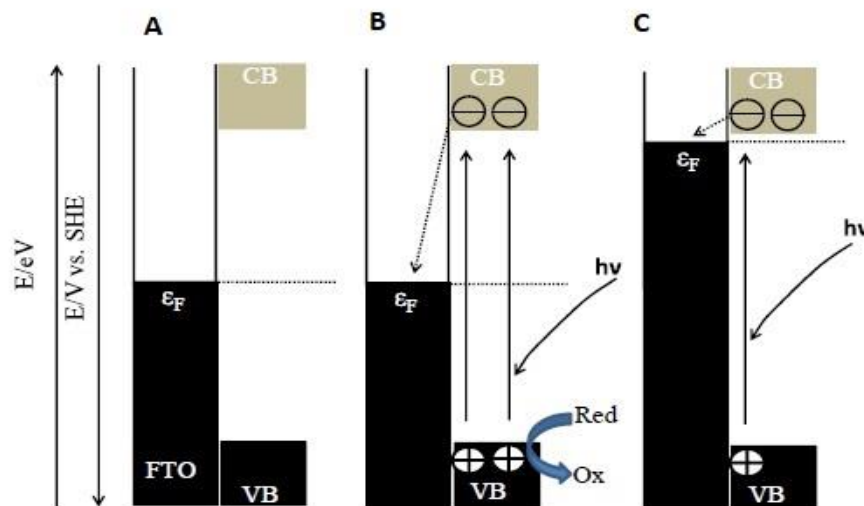 A
B
C
CB
CB
CB
E/eV
E/V vs. SHE
εF
εF
εF
hν
hν
Red
Ox
FTO
VB
VB
VB